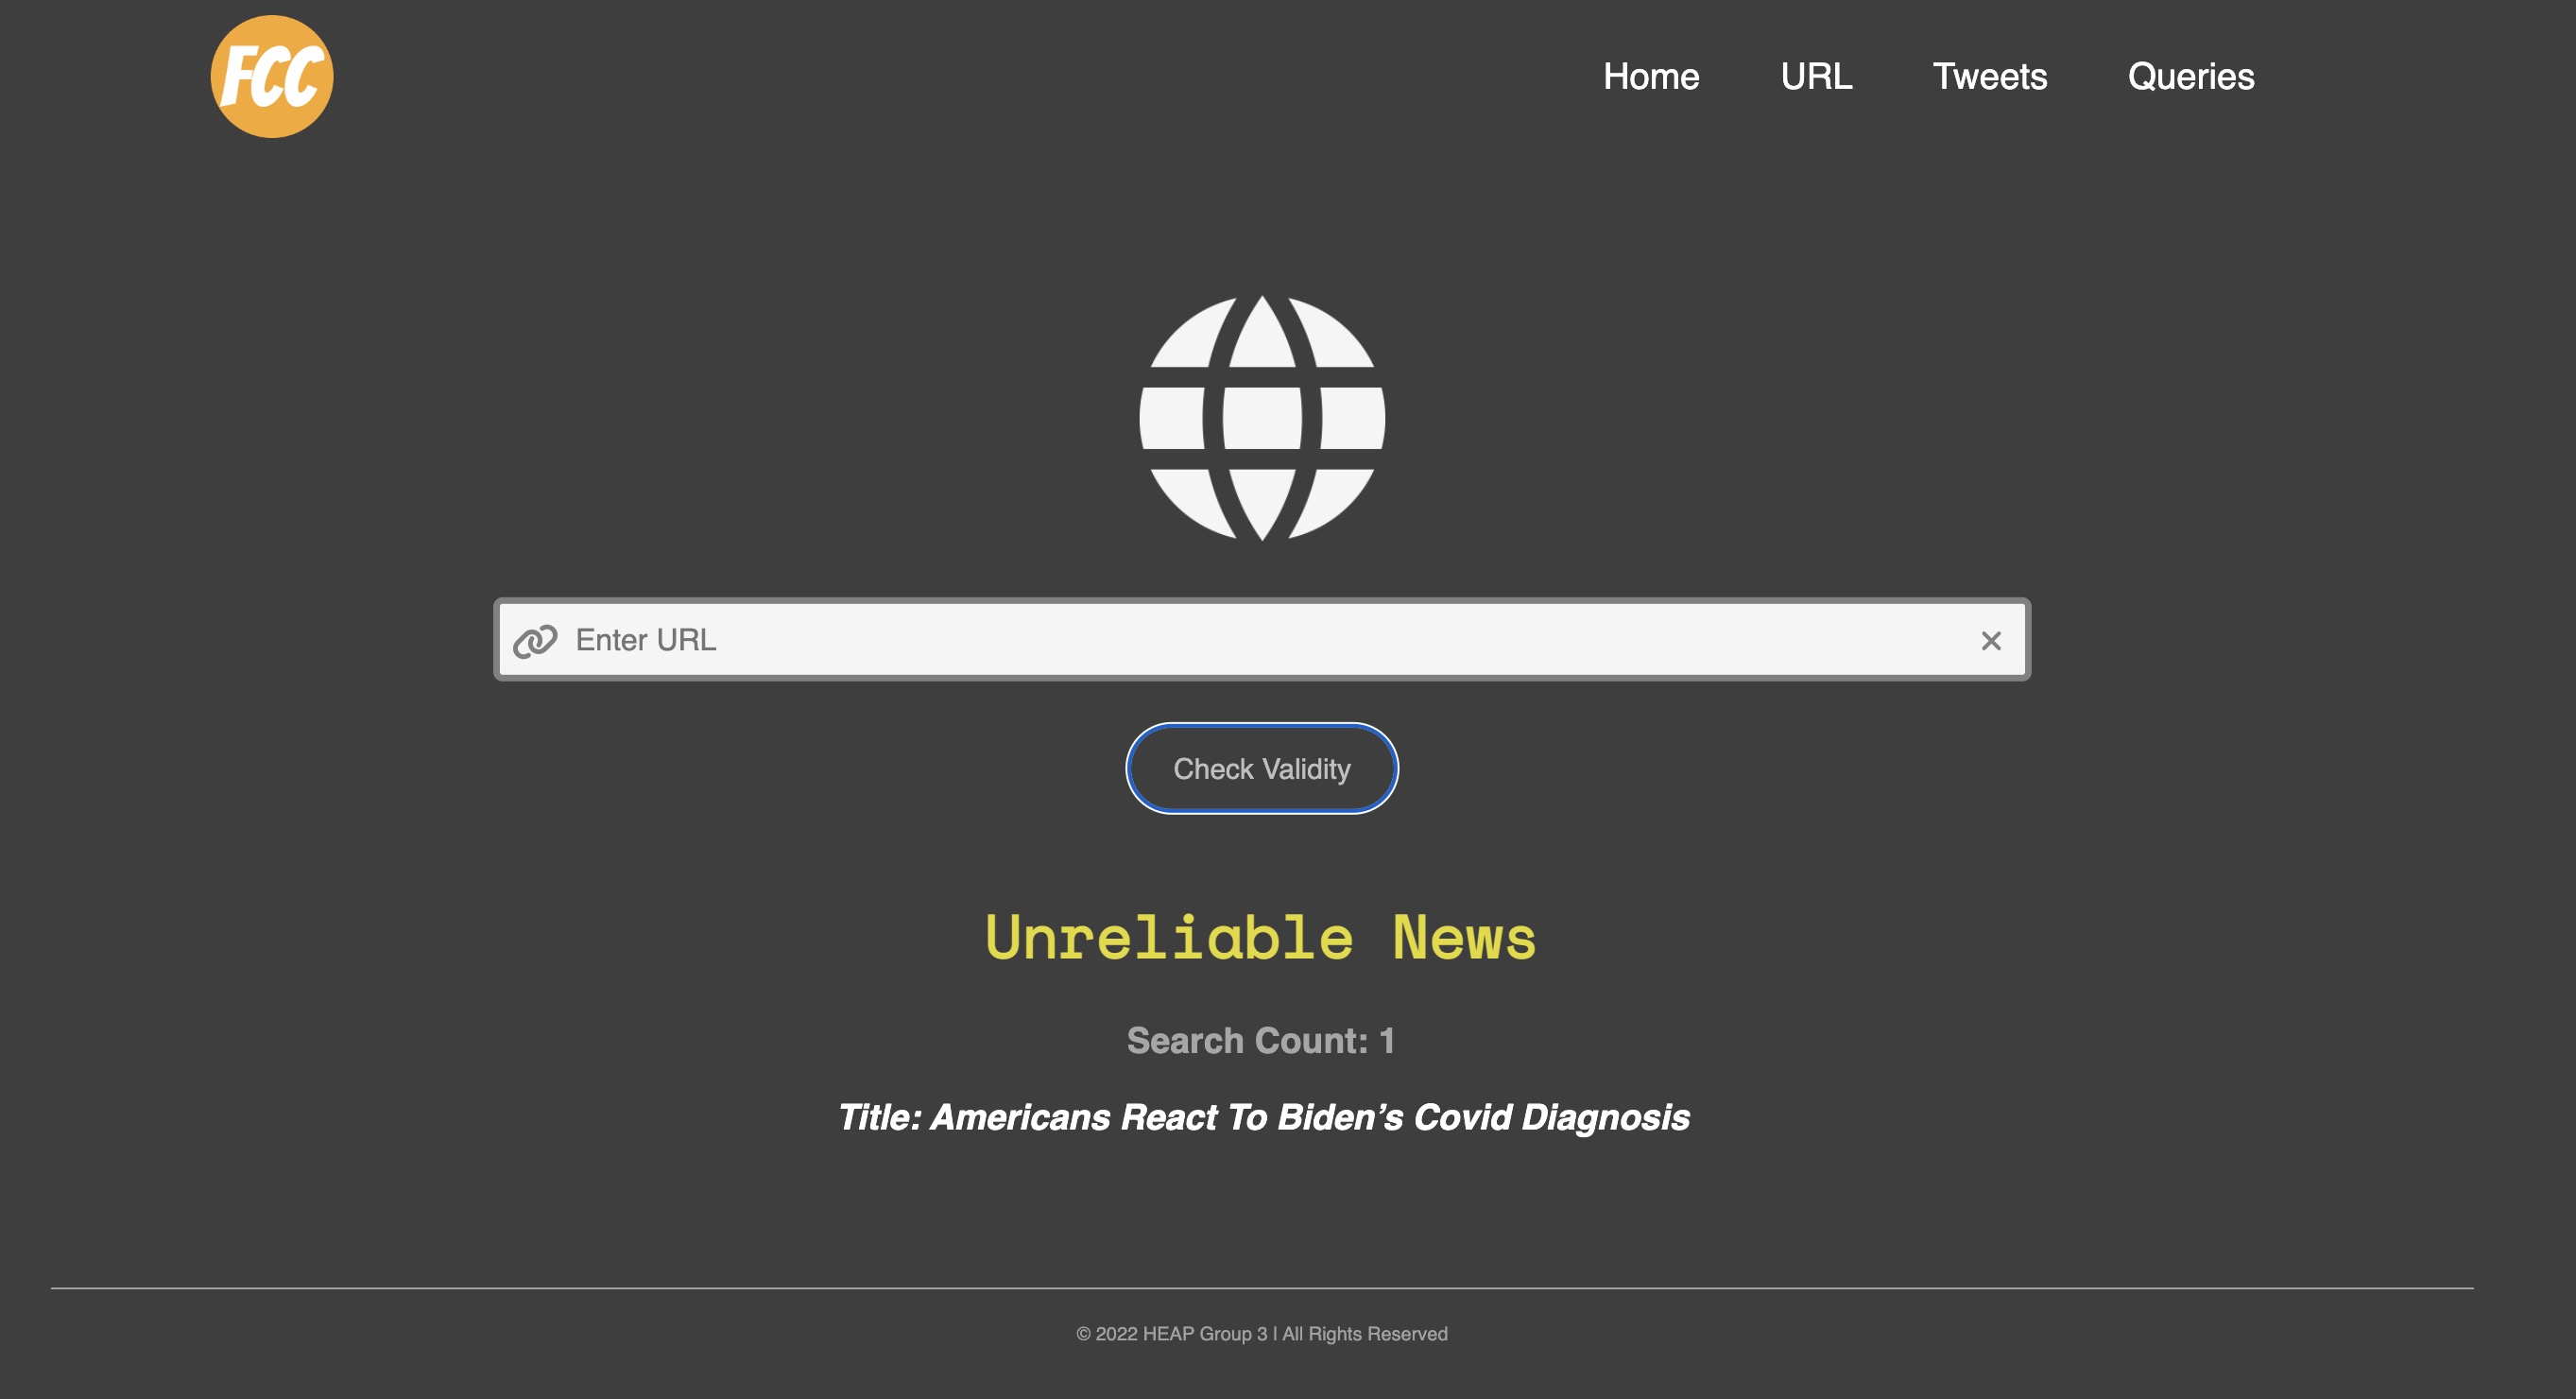 FCC
Home URL Tweets Queries
Enter URL
Check Validity
Unreliable News
Search Count: 1
Title: Americans React To Biden’s Covid Diagnosis
© 2022 HEAP Group 3 | All Rights Reserved